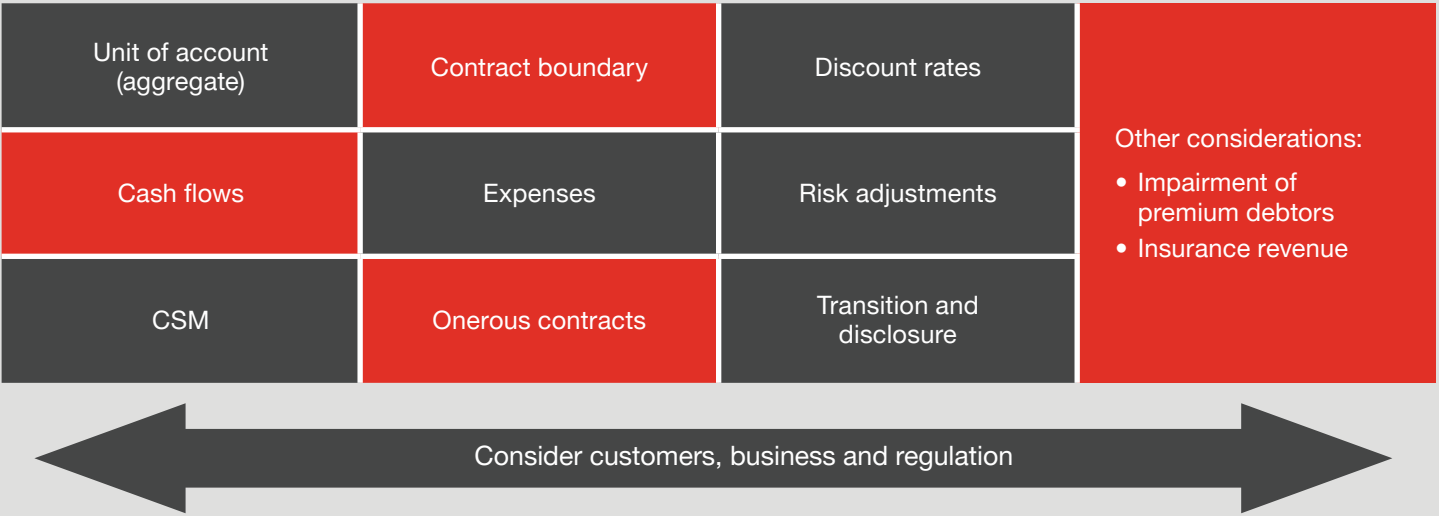 Unit of account
(aggregate)
Contract boundary
Discount rates
Cash flows
Expenses
Risk adjustments
CSM
Onerous contracts
Transition and
disclosure
Other considerations:
• Impairment of
premium debtors
• Insurance revenue
Consider customers, business and regulation